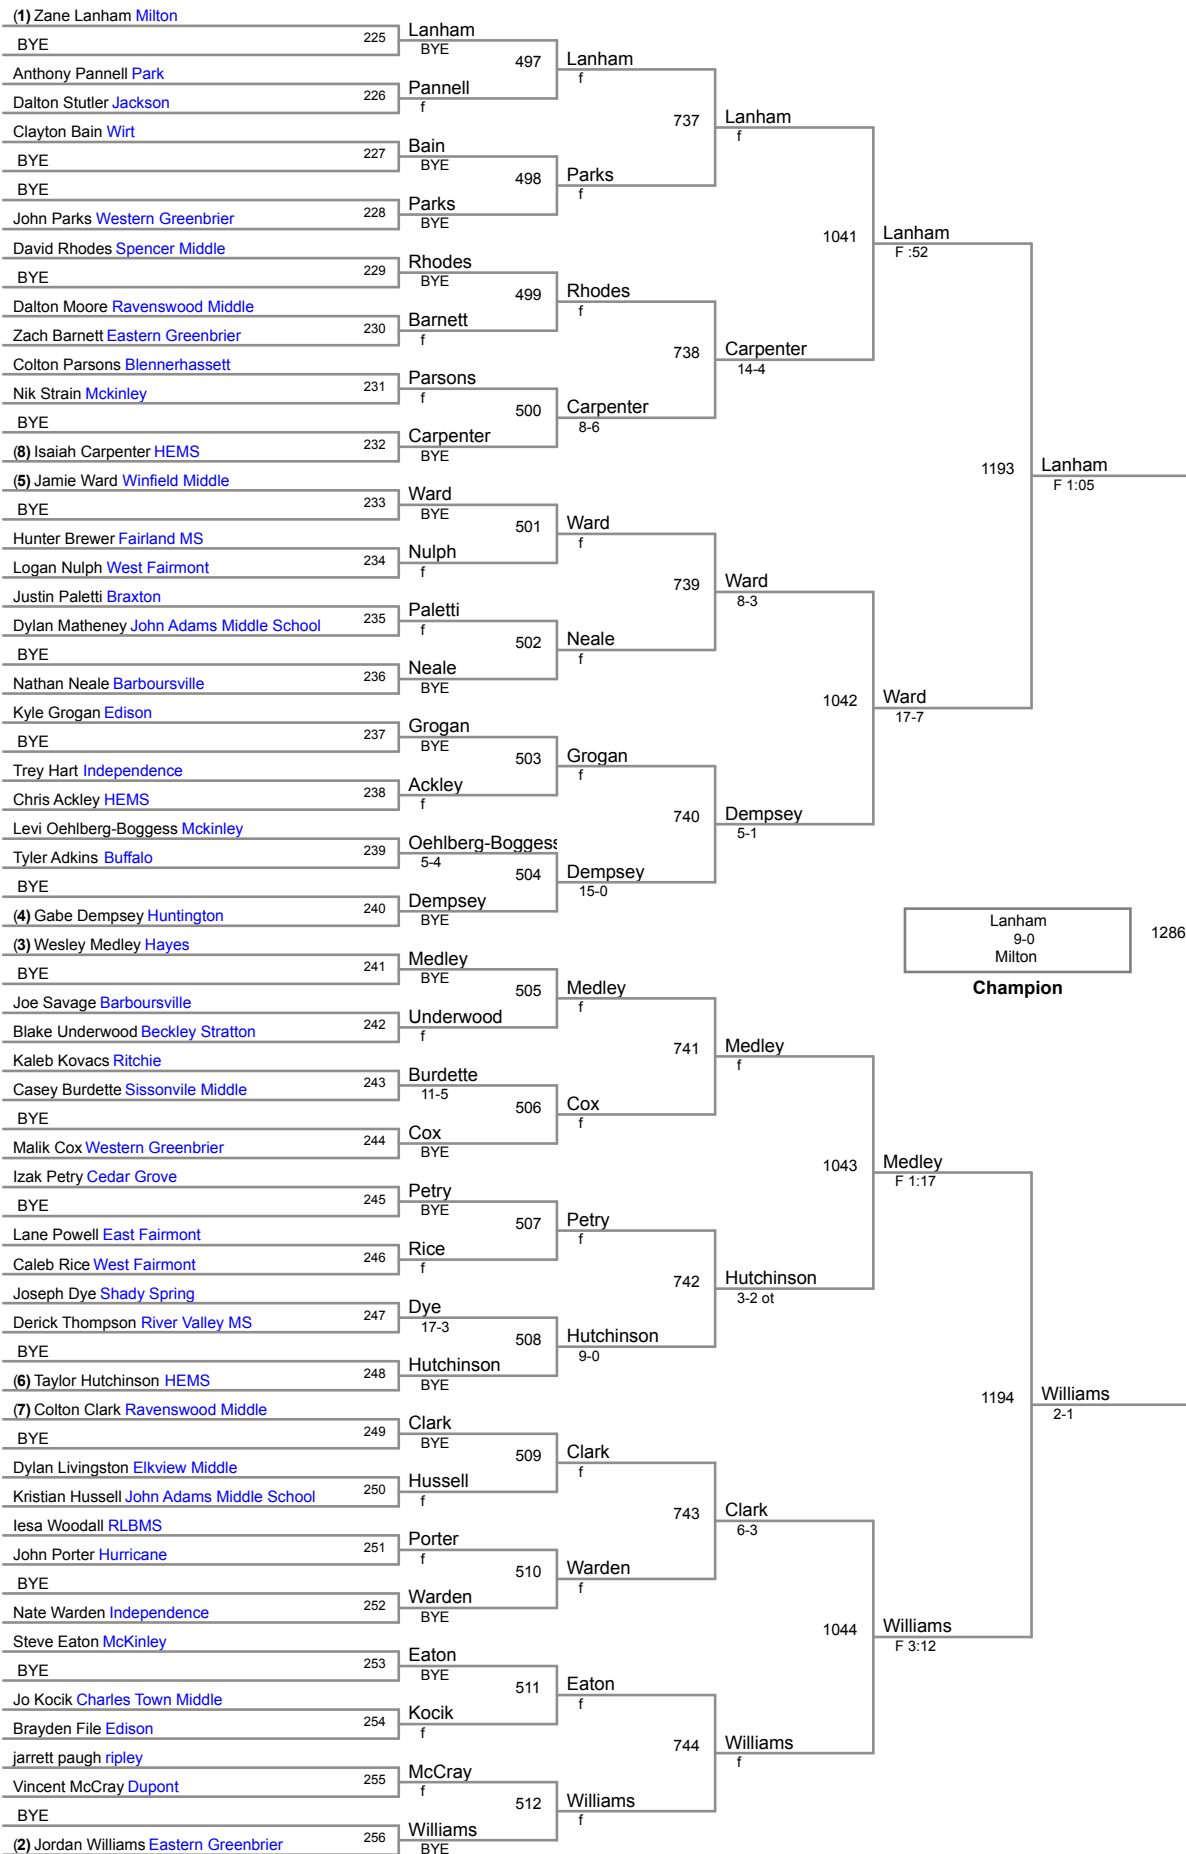 (1) Zane Lanham Milton
BYE
Anthony Pannell Park
Dalton Stutler Jackson
Clayton Bain Wirt
BYE
BYE
John Parks Western Greenbrier
David Rhodes Spencer Middle
BYE
Dalton Moore Ravenswood Middle
Zach Barnett Eastern Greenbrier
Colton Parsons Blennerhassett
Nik Strain Mckinley
BYE
(8) Isaiah Carpenter HEMS
(5) Jamie Ward Winfield Middle
BYE
Hunter Brewer Fairland MS
Logan Nulph West Fairmont
Justin Paletti Braxton
Dylan Matheney John Adams Middle School
BYE
Nathan Neale Barboursville
Kyle Grogan Edison
BYE
Trey Hart Independence
Chris Ackley HEMS
Levi Oehlberg-Boggess Mckinley
Tyler Adkins Buffalo
BYE
(4) Gabe Dempsey Huntington
(3) Wesley Medley Hayes
BYE
Joe Savage Barboursville
Blake Underwood Beckley Stratton
Kaleb Kovacs Ritchie
Casey Burdette Sissonvile Middle
BYE
Malik Cox Western Greenbrier
Izak Petry Cedar Grove
BYE
Lane Powell East Fairmont
Caleb Rice West Fairmont
Joseph Dye Shady Spring
Derick Thompson River Valley MS
BYE
(6) Taylor Hutchinson HEMS
(7) Colton Clark Ravenswood Middle
BYE
Dylan Livingston Elkview Middle
Kristian Hussell John Adams Middle School
Iesa Woodall RLBMS
John Porter Hurricane
BYE
Nate Warden Independence
Steve Eaton McKinley
BYE
Jo Kocik Charles Town Middle
Brayden File Edison
jarrett paugh ripley
Vincent McCray Dupont
BYE
(2) Jordan Williams Eastern Greenbrier
225
226
227
228
229
230
231
232
233
234
235
236
237
238
239
240
241
242
243
244
245
246
247
248
249
250
251
252
253
254
255
256
Lanham
BYE
Pannell
f
Bain
BYE
Parks
BYE
Rhodes
BYE
Barnett
f
Parsons
f
Carpenter
BYE
Ward
BYE
Nulph
f
Paletti
f
Neale
BYE
Grogan
BYE
Ackley
f
Oehlberg-Boggess
5-4
Dempsey
BYE
Medley
BYE
Underwood
f
Burdette
11-5
Cox
BYE
Petry
BYE
Rice
f
Dye
17-3
Hutchinson
BYE
Clark
BYE
Hussell
f
Porter
f
Warden
BYE
Eaton
BYE
Kocik
f
McCray
f
Williams
BYE
497
498
499
500
501
502
503
504
505
506
507
508
509
510
511
512
Lanham
f
Parks
f
Rhodes
f
Carpenter
8-6
Ward
f
Neale
f
Grogan
f
Dempsey
15-0
Medley
f
Cox
f
Petry
f
Hutchinson
9-0
Clark
f
Warden
f
Eaton
f
Williams
f
737
738
739
740
741
742
743
744
Lanham
f
Carpenter
14-4
Ward
8-3
Dempsey
5-1
Medley
f
Hutchinson
3-2 ot
Clark
6-3
Williams
f
1041
1042
1043
1044
Lanham
F :52
Ward
17-7
Medley
F 1:17
Williams
F 3:12
1193
1194
Lanham
F 1:05
Williams
2-1
1286
Lanham
9-0
Milton
Champion